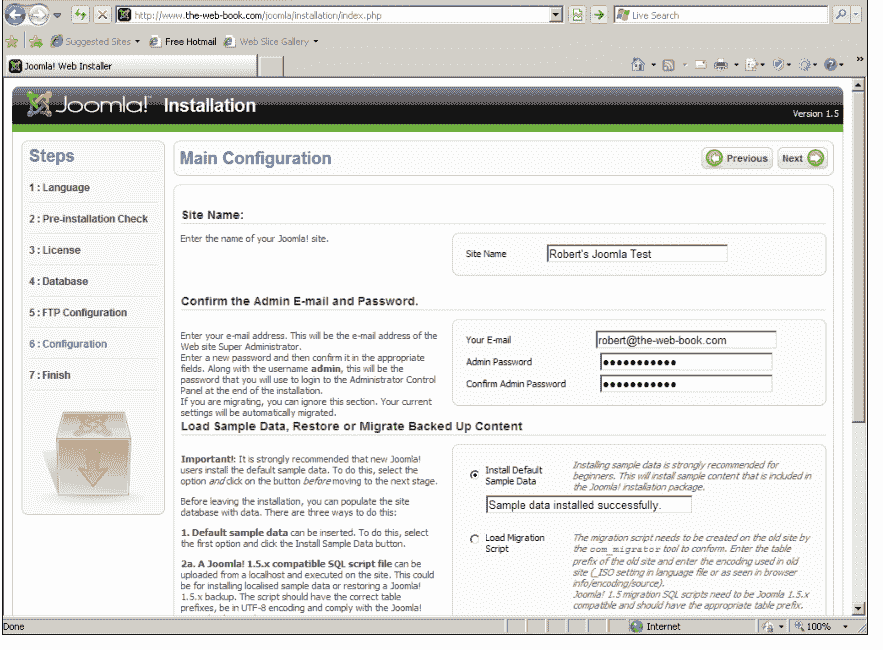 http://www.the-web-book.com/joomla/installation/index.php
Live Search
Suggested Sites
Free Hotmail
Web Slice Gallery
Joomla! Web Installer
Joomla! Installation
Version 1.5
Steps
1 : Language
2 : Pre-installation Check
3 : License
4 : Database
5 : FTP Configuration
6 : Configuration
7 : Finish
Main Configuration
Previous
Next
Site Name:
Enter the name of your Joomla! site.
Site Name
Robert's Joomla Test
Confirm the Admin E-mail and Password.
Enter your e-mail address. This will be the e-mail address of the
Web site Super Administrator.
Enter a new password and then confirm it in the appropriate
fields. Along with the username admin, this will be the
password that you will use to login to the Administrator Control
Panel at the end of the installation.
If you are migrating, you can ignore this section. Your current
settings will be automatically migrated.
Your E-mail
robert@the-web-book.com
Admin Password
Confirm Admin Password
Load Sample Data, Restore or Migrate Backed Up Content
Important!: It is strongly recommended that new Joomla!
users install the default sample data. To do this, select the
option and click on the button before moving to the next stage.
Before leaving the installation, you can populate the site
database with data. There are three ways to do this:
1. Default sample data can be inserted. To do this, select
the first option and click the Install Sample Data button.
2a. A Joomla! 1.5.x compatible SQL script file can be
uploaded from a localhost and executed on the site. This could
be for installing localised sample data or restoring a Joomla!
1.5.x backup. The script should have the correct table
prefixes, be in UTF-8 encoding and comply with the Joomla!
Install Default
Sample Data
Installing sample data is strongly recommended for
beginners. This will install sample content that is included in
the Joomla! installation package.
Sample data installed successfully.
Load Migration
Script
The migration script needs to be created on the old site by
the com_migrator tool to conform. Enter the table
prefix of the old site and enter the encoding used in old
site (_ISO setting in language file or as seen in browser
info/encoding/source).
Joomla! 1.5 migration SQL scripts need to be Joomla 1.5.x
compatible and should have the appropriate table prefix.
Done
Internet
100%